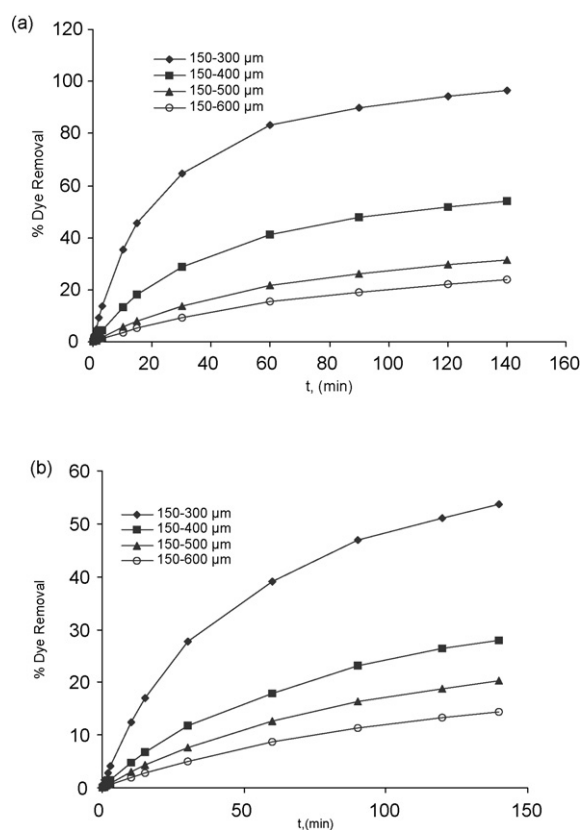 (a)
120
100
80
60
40
20
0
% Dye Removal
150-300 µm
150-400 µm
150-500 µm
150-600 µm
0 20 40 60 80 100 120 140 160
t, (min)
(b)
60
50
40
30
20
10
0
% Dye Removal
150-300 µm
150-400 µm
150-500 µm
150-600 µm
0 50 100 150
t,(min)